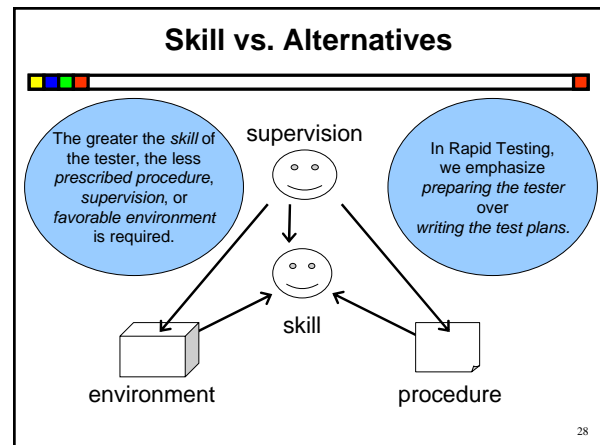 Skill vs. Alternatives
The greater the skill of
the tester, the less
prescribed procedure,
supervision, or
favorable environment
is required.
supervision
In Rapid Testing,
we emphasize
preparing the tester
over
writing the test plans.
skill
environment
procedure
28